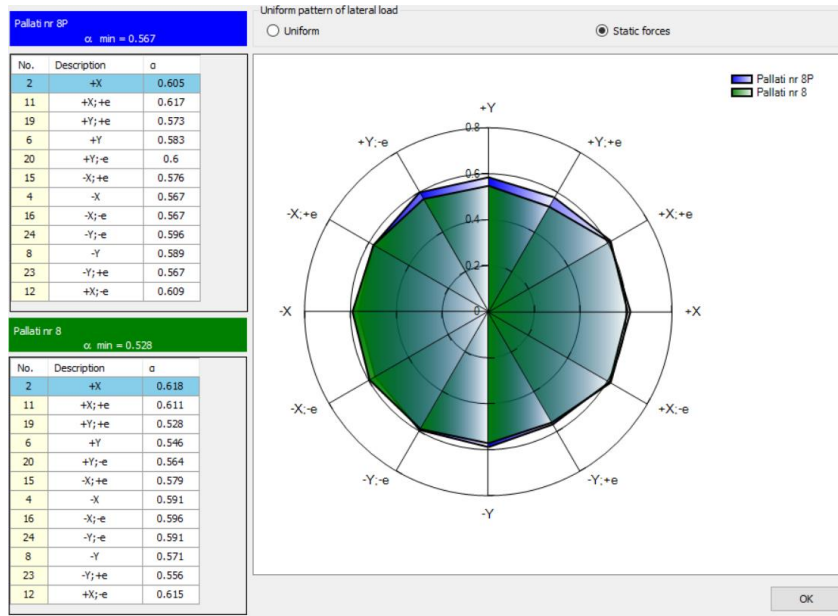 Pallati nr 8P
α min = 0.567
No. Description α
2 +X 0.605
11 +X;+e 0.617
19 +Y;+e 0.573
6 +Y 0.583
20 +Y;-e 0.6
15 -X;+e 0.576
4 -X 0.567
16 -X;-e 0.567
24 -Y;-e 0.596
8 -Y 0.589
23 -Y;+e 0.567
12 +X;-e 0.609
Pallati nr 8
α min = 0.528
No. Description α
2 +X 0.618
11 +X;+e 0.611
19 +Y;+e 0.528
6 +Y 0.546
20 +Y;-e 0.564
15 -X;+e 0.579
4 -X 0.591
16 -X;-e 0.596
24 -Y;-e 0.591
8 -Y 0.571
23 -Y;+e 0.556
12 +X;-e 0.615
Uniform pattern of lateral load
Uniform Static forces
Pallati nr 8P
Pallati nr 8
+Y
0.8
+Y;-e +Y;+e
0.6
-X;+e +X;+e
0.4
0.2
-X 0 +X
-X;-e +X;-e
-Y;-e -Y;+e
-Y
OK